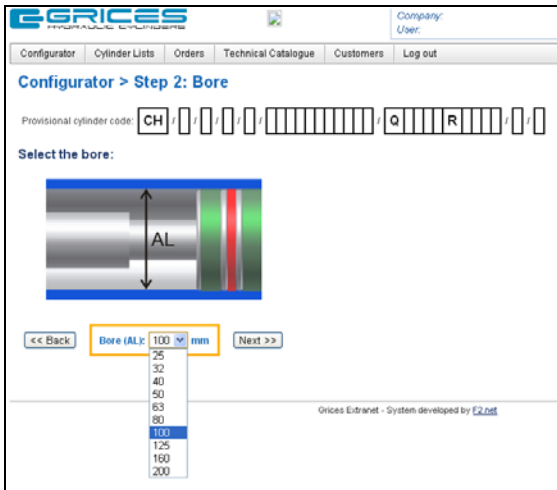 GRICES
HYDRAULIC CYLINDERS
Company:
User:
Configurator Cylinder Lists Orders Technical Catalogue Customers Log out
Configurator > Step 2: Bore
Provisional cylinder code: CH / / / / / / Q R / /
Select the bore:
AL
<< Back Bore (AL): 100 mm Next >>
25
32
40
50
63
80
100
125
160
200
Grices Extranet - System developed by F2.net